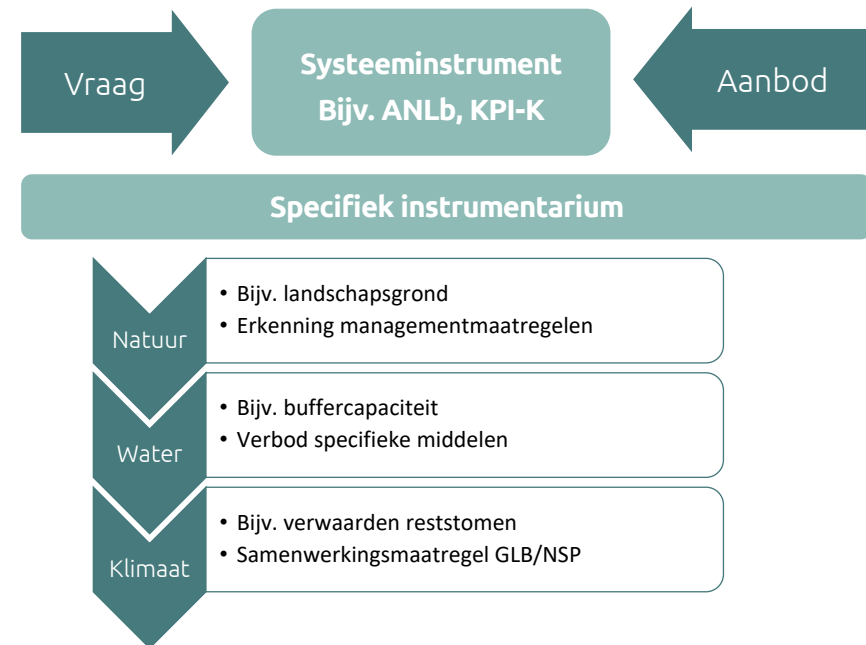 Vraag
Systeeminstrument
Bijv. ANLb, KPI-K
Aanbod
Specifiek instrumentarium
Natuur
• Bijv. landschapsgrond
• Erkenning managementmaatregelen
Water
• Bijv. buffercapaciteit
• Verbod specifieke middelen
Klimaat
• Bijv. verwaarden reststomen
• Samenwerkingsmaatregel GLB/NSP